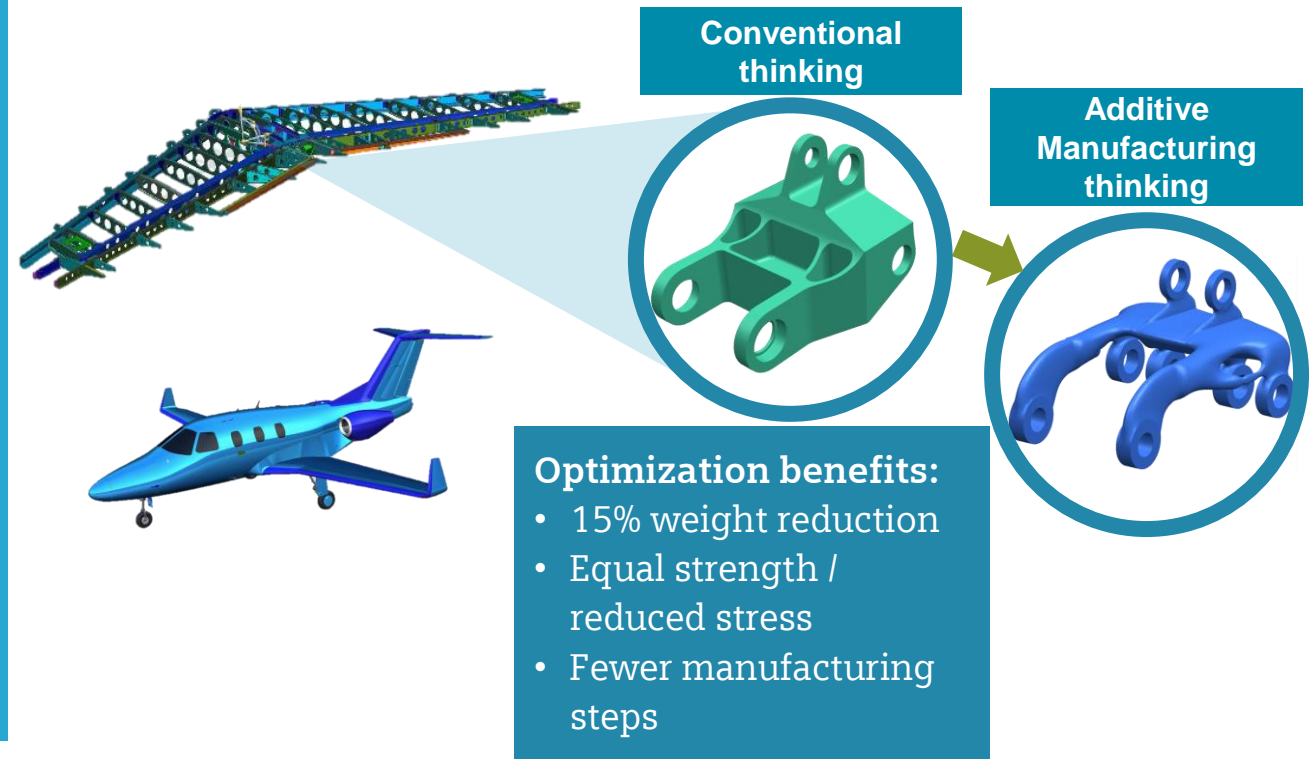 Conventional
thinking
Additive
Manufacturing
thinking
Optimization benefits:
• 15% weight reduction
• Equal strength /
reduced stress
• Fewer manufacturing
steps